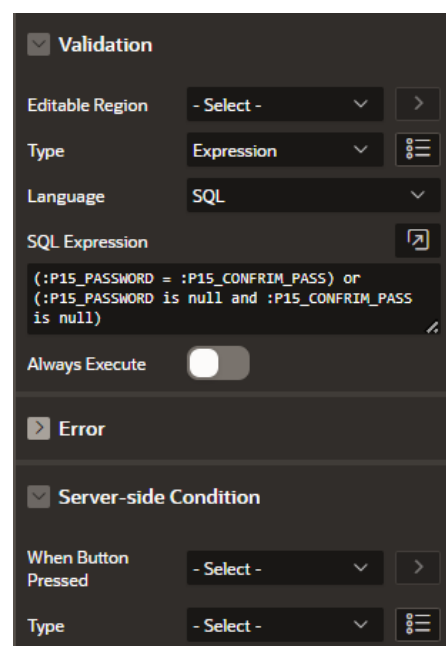 Validation
Editable Region - Select -
Type Expression
Language SQL
SQL Expression
(:P15_PASSWORD = :P15_CONFRIM_PASS) or
(:P15_PASSWORD is null and :P15_CONFRIM_PASS
is null)
Always Execute
Error
Server-side Condition
When Button
Pressed - Select -
Type - Select -